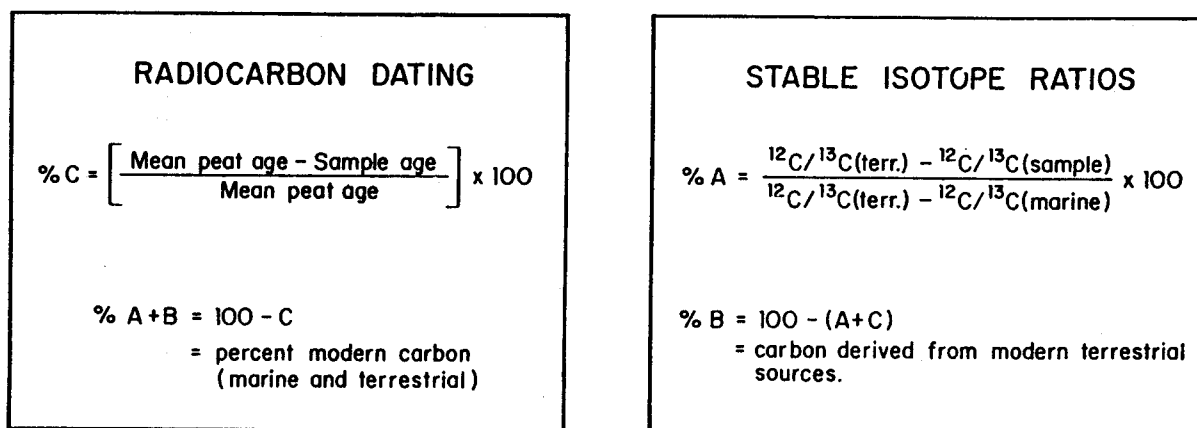 RADIOCARBON DATING
% C = [ Mean peat age – Sample age / Mean peat age ] x 100
% A+B = 100 – C
= percent modern carbon
(marine and terrestrial)
STABLE ISOTOPE RATIOS
% A = ¹²C/¹³C(terr.) – ¹²C/¹³C(sample) / ¹²C/¹³C(terr.) – ¹²C/¹³C(marine) x 100
% B = 100 – (A+C)
= carbon derived from modern terrestrial
sources.